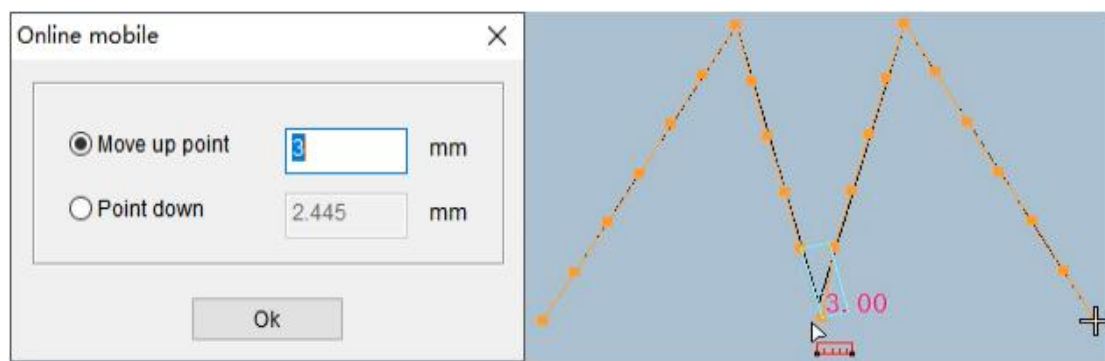 Online mobile
Move up point 3 mm
Point down 2.445 mm
Ok
3.00